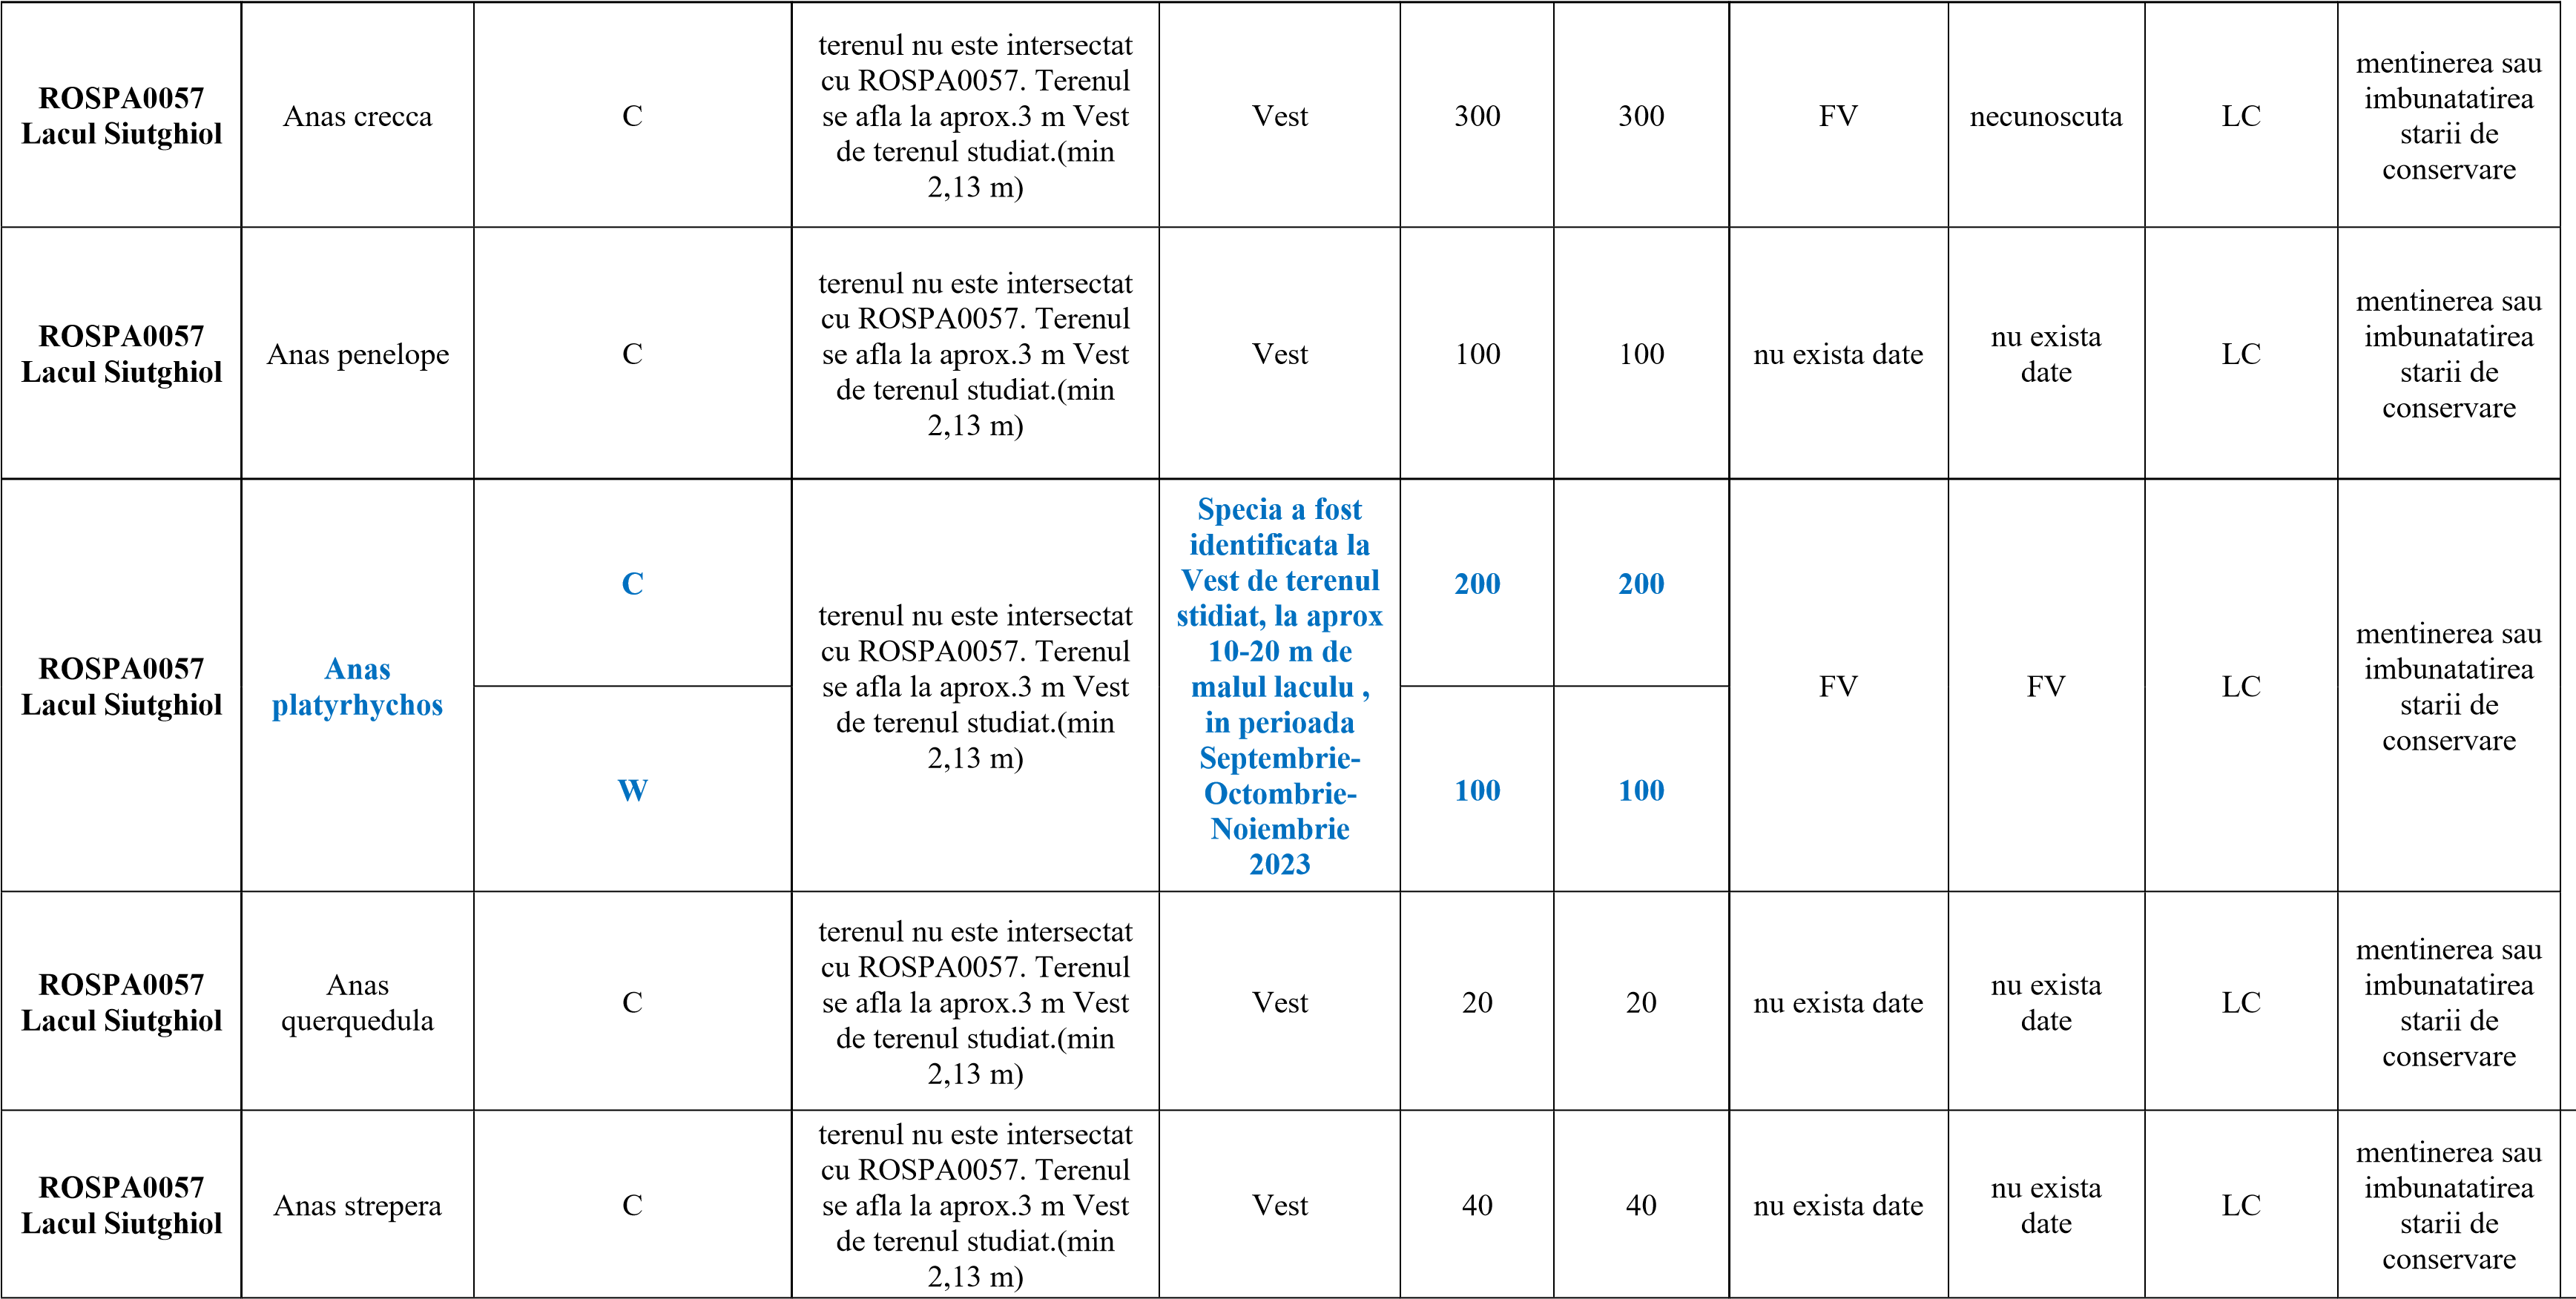 ROSPA0057
Lacul Siutghiol
Anas crecca
C
terenul nu este intersectat
cu ROSPA0057. Terenul
se afla la aprox.3 m Vest
de terenul studiat.(min
2,13 m)
Vest
300
300
FV
necunoscuta
LC
mentinerea sau
imbunatatirea
starii de
conservare
ROSPA0057
Lacul Siutghiol
Anas penelope
C
terenul nu este intersectat
cu ROSPA0057. Terenul
se afla la aprox.3 m Vest
de terenul studiat.(min
2,13 m)
Vest
100
100
nu exista date
nu exista
date
LC
mentinerea sau
imbunatatirea
starii de
conservare
ROSPA0057
Lacul Siutghiol
Anas
platyrhychos
C
W
terenul nu este intersectat
cu ROSPA0057. Terenul
se afla la aprox.3 m Vest
de terenul studiat.(min
2,13 m)
Specia a fost
identificata la
Vest de terenul
stidiat, la aprox
10-20 m de
malul laculu ,
in perioada
Septembrie-
Octombrie-
Noiembrie
2023
200
200
100
100
FV
FV
LC
mentinerea sau
imbunatatirea
starii de
conservare
ROSPA0057
Lacul Siutghiol
Anas
querquedula
C
terenul nu este intersectat
cu ROSPA0057. Terenul
se afla la aprox.3 m Vest
de terenul studiat.(min
2,13 m)
Vest
20
20
nu exista date
nu exista
date
LC
mentinerea sau
imbunatatirea
starii de
conservare
ROSPA0057
Lacul Siutghiol
Anas strepera
C
terenul nu este intersectat
cu ROSPA0057. Terenul
se afla la aprox.3 m Vest
de terenul studiat.(min
2,13 m)
Vest
40
40
nu exista date
nu exista
date
LC
mentinerea sau
imbunatatirea
starii de
conservare